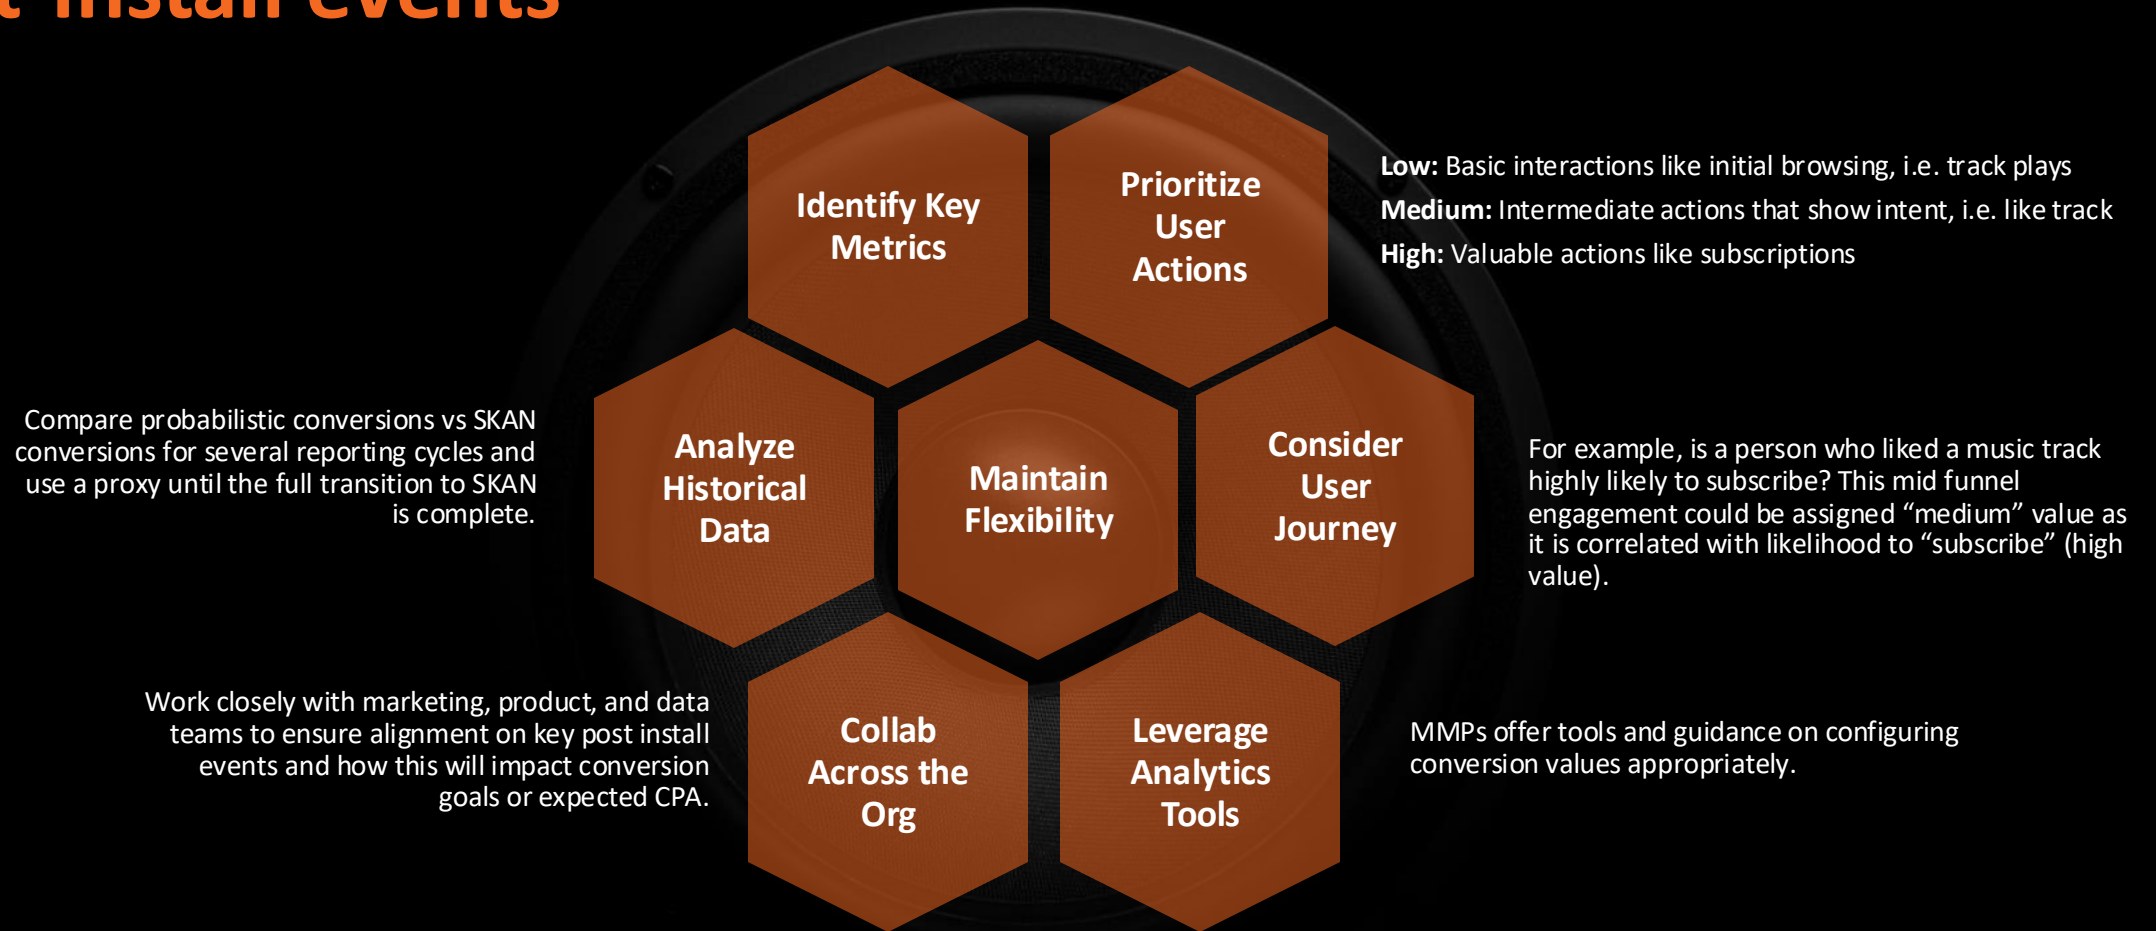 install events
Identify Key
Metrics
Prioritize
User
Actions
Low: Basic interactions like initial browsing, i.e. track plays
Medium: Intermediate actions that show intent, i.e. like track
High: Valuable actions like subscriptions
Compare probabilistic conversions vs SKAN
conversions for several reporting cycles and
use a proxy until the full transition to SKAN
is complete.
Analyze
Historical
Data
Maintain
Flexibility
Consider
User
Journey
For example, is a person who liked a music track
highly likely to subscribe? This mid funnel
engagement could be assigned “medium” value as
it is correlated with likelihood to “subscribe” (high
value).
Work closely with marketing, product, and data
teams to ensure alignment on key post install
events and how this will impact conversion
goals or expected CPA.
Collab
Across the
Org
Leverage
Analytics
Tools
MMPs offer tools and guidance on configuring
conversion values appropriately.